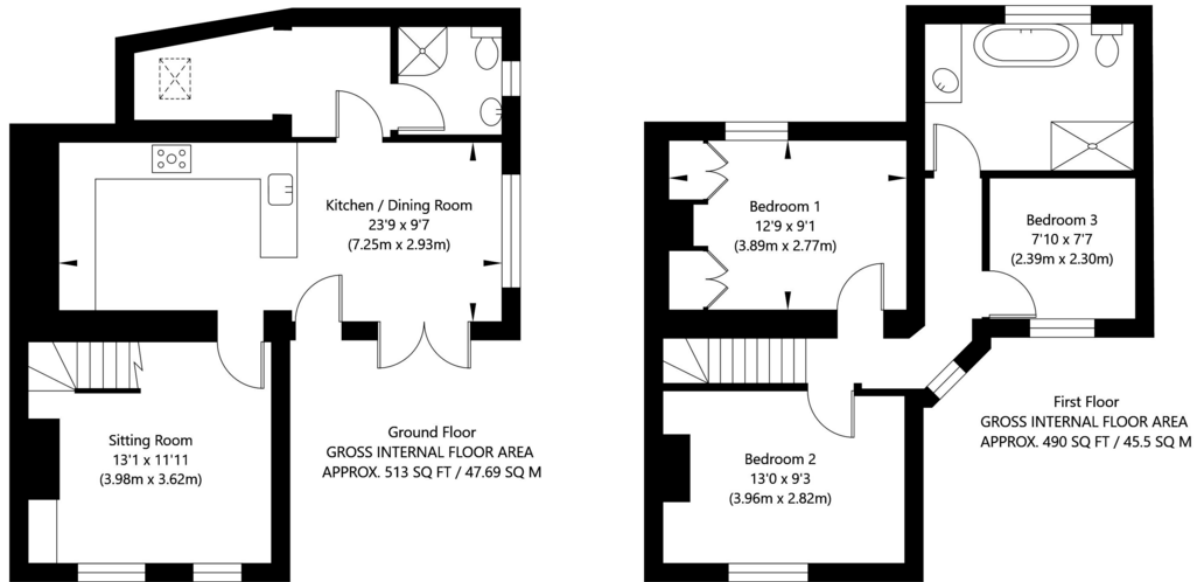 Kitchen / Dining Room
23'9 x 9'7
(7.25m x 2.93m)
Sitting Room
13'1 x 11'11
(3.98m x 3.62m)
Ground Floor
GROSS INTERNAL FLOOR AREA
APPROX. 513 SQ FT / 47.69 SQ M
Bedroom 1
12'9 x 9'1
(3.89m x 2.77m)
Bedroom 3
7'10 x 7'7
(2.39m x 2.30m)
Bedroom 2
13'0 x 9'3
(3.96m x 2.82m)
First Floor
GROSS INTERNAL FLOOR AREA
APPROX. 490 SQ FT / 45.5 SQ M